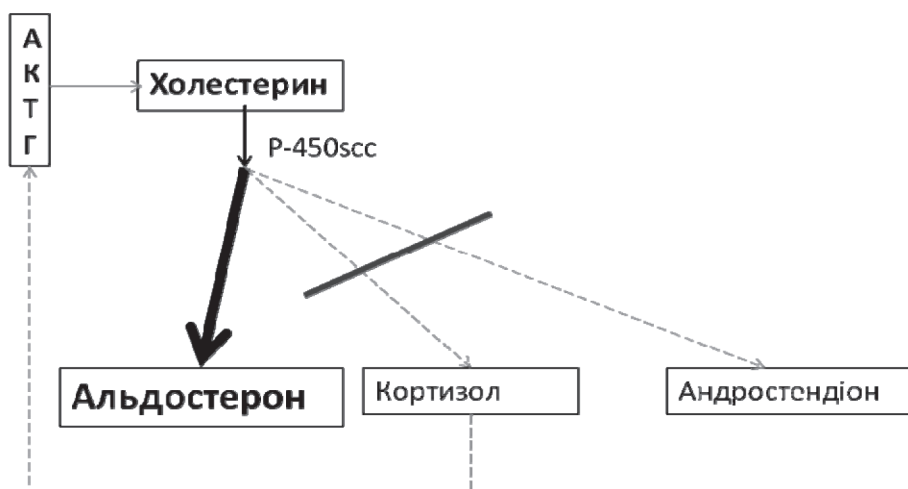 А
К
Т
Г
Холестерин
P-450scc
Альдостерон
Кортизол
Андростендіон